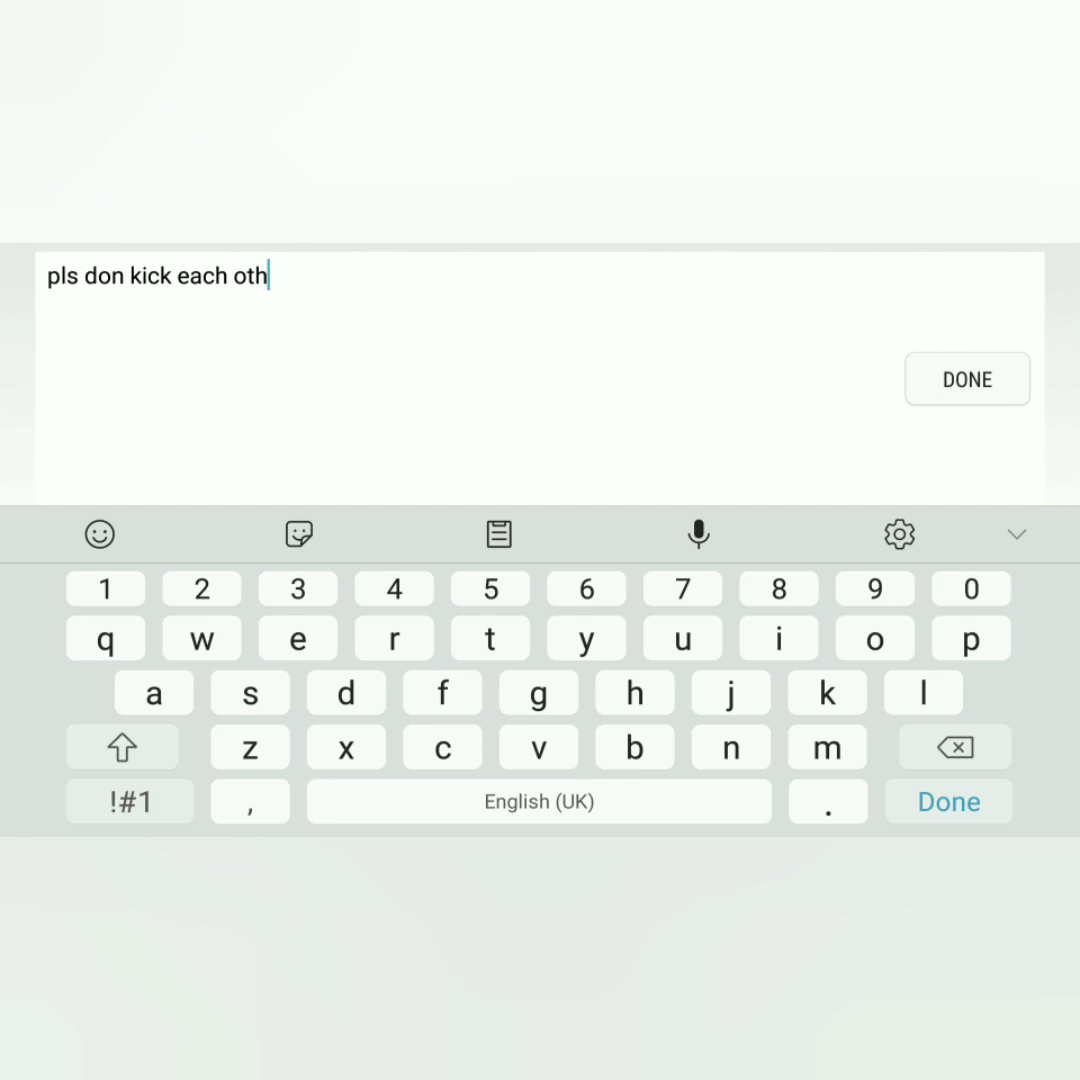 pls don kick each oth
DONE
1 2 3 4 5 6 7 8 9 0
q w e r t y u i o p
a s d f g h j k l
z x c v b n m
!#1 , English (UK) . Done